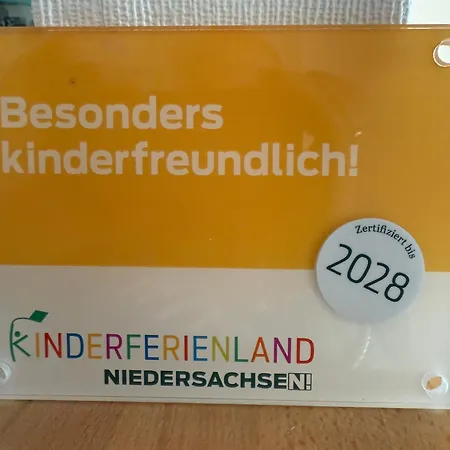 Besonders
kinderfreundlich!
Zertifiziert bis
2028
KINDERFERIENLAND
NIEDERSACHSEN!